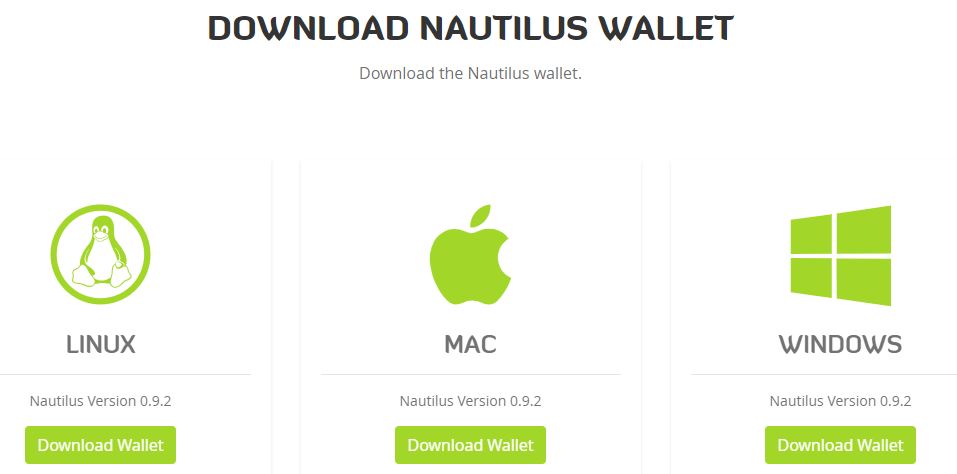 DOWNLOAD NAUTILUS WALLET
Download the Nautilus wallet.
LINUX
Nautilus Version 0.9.2
Download Wallet
MAC
Nautilus Version 0.9.2
Download Wallet
WINDOWS
Nautilus Version 0.9.2
Download Wallet